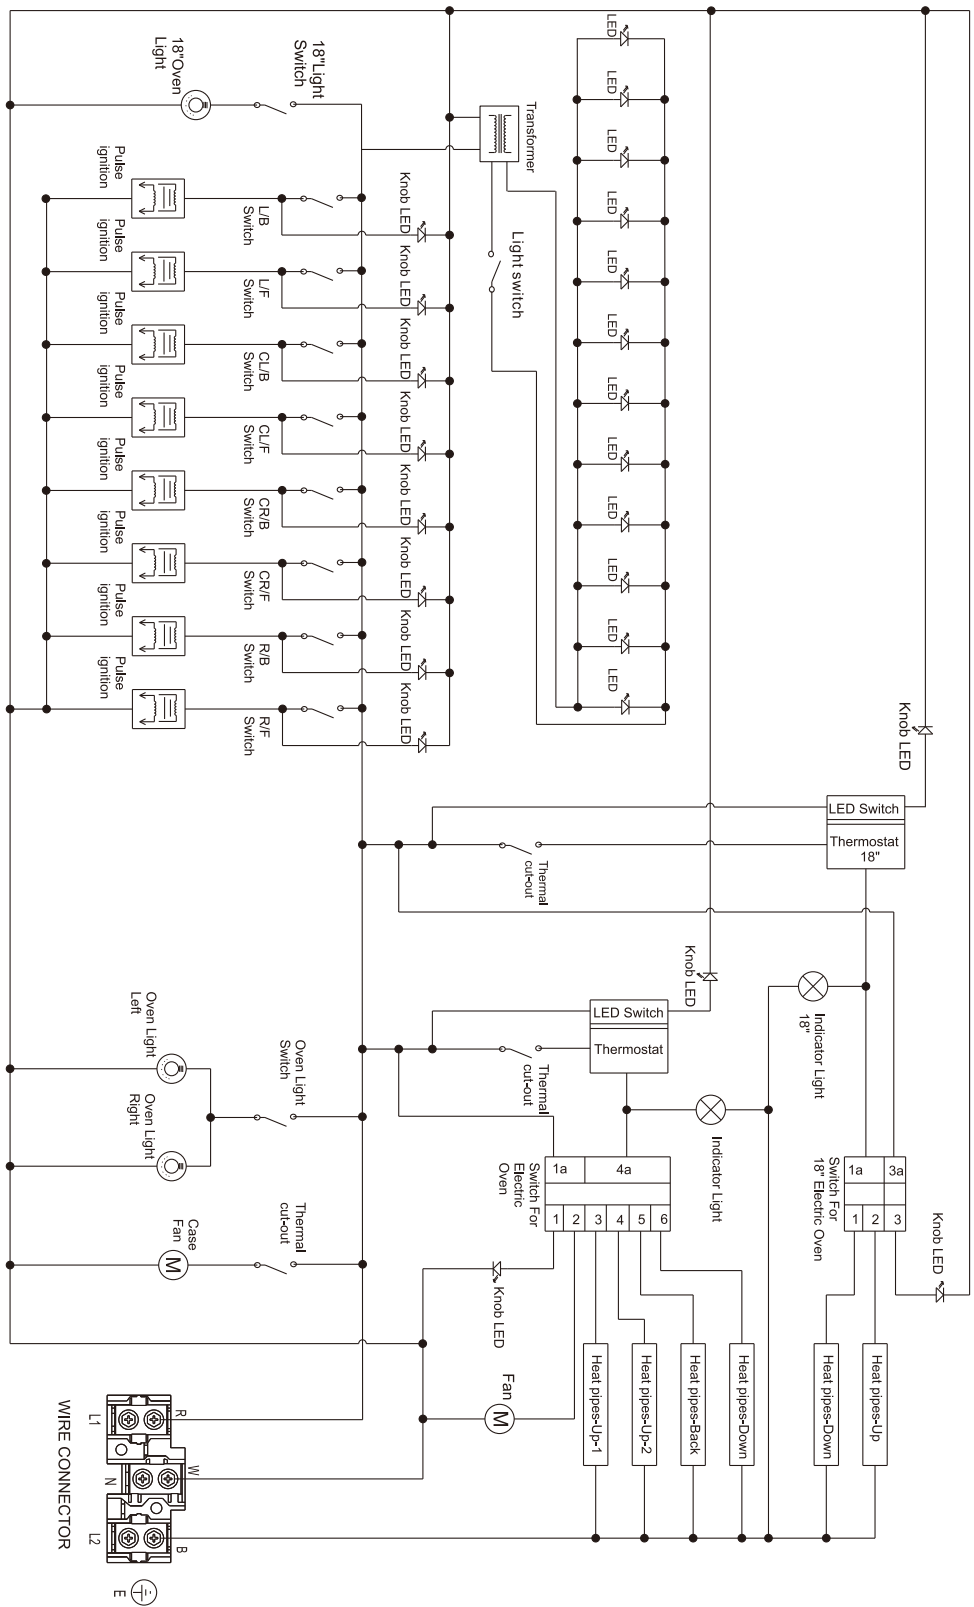 LED
LED
LED
LED
LED
LED
LED
LED
LED
LED
LED
LED
18"Oven
Light
18"Light
Switch
Transformer
Light switch
Pulse
ignition
L/B
Switch
Knob LED
Pulse
ignition
L/F
Switch
Knob LED
Pulse
ignition
CL/B
Switch
Knob LED
Pulse
ignition
CL/F
Switch
Knob LED
Pulse
ignition
CR/B
Switch
Knob LED
Pulse
ignition
CR/F
Switch
Knob LED
Pulse
ignition
R/B
Switch
Knob LED
Pulse
ignition
R/F
Switch
Knob LED
Knob LED
LED Switch
Thermostat
18"
Thermal
cut-out
Knob LED
LED Switch
Thermostat
Thermal
cut-out
Indicator Light
18"
Indicator Light
Oven Light
Left
Oven Light
Right
Oven Light
Switch
Case
Fan
M
Thermal
cut-out
1a
4a
1
2
3
4
5
6
Switch For
Electric
Oven
1a
3a
1
2
3
Switch For
18" Electric Oven
Knob LED
Knob LED
Fan
M
Heat pipes-Up-1
Heat pipes-Up-2
Heat pipes-Back
Heat pipes-Down
Heat pipes-Down
Heat pipes-Up
R
W
B
L1
N
L2
WIRE CONNECTOR
E